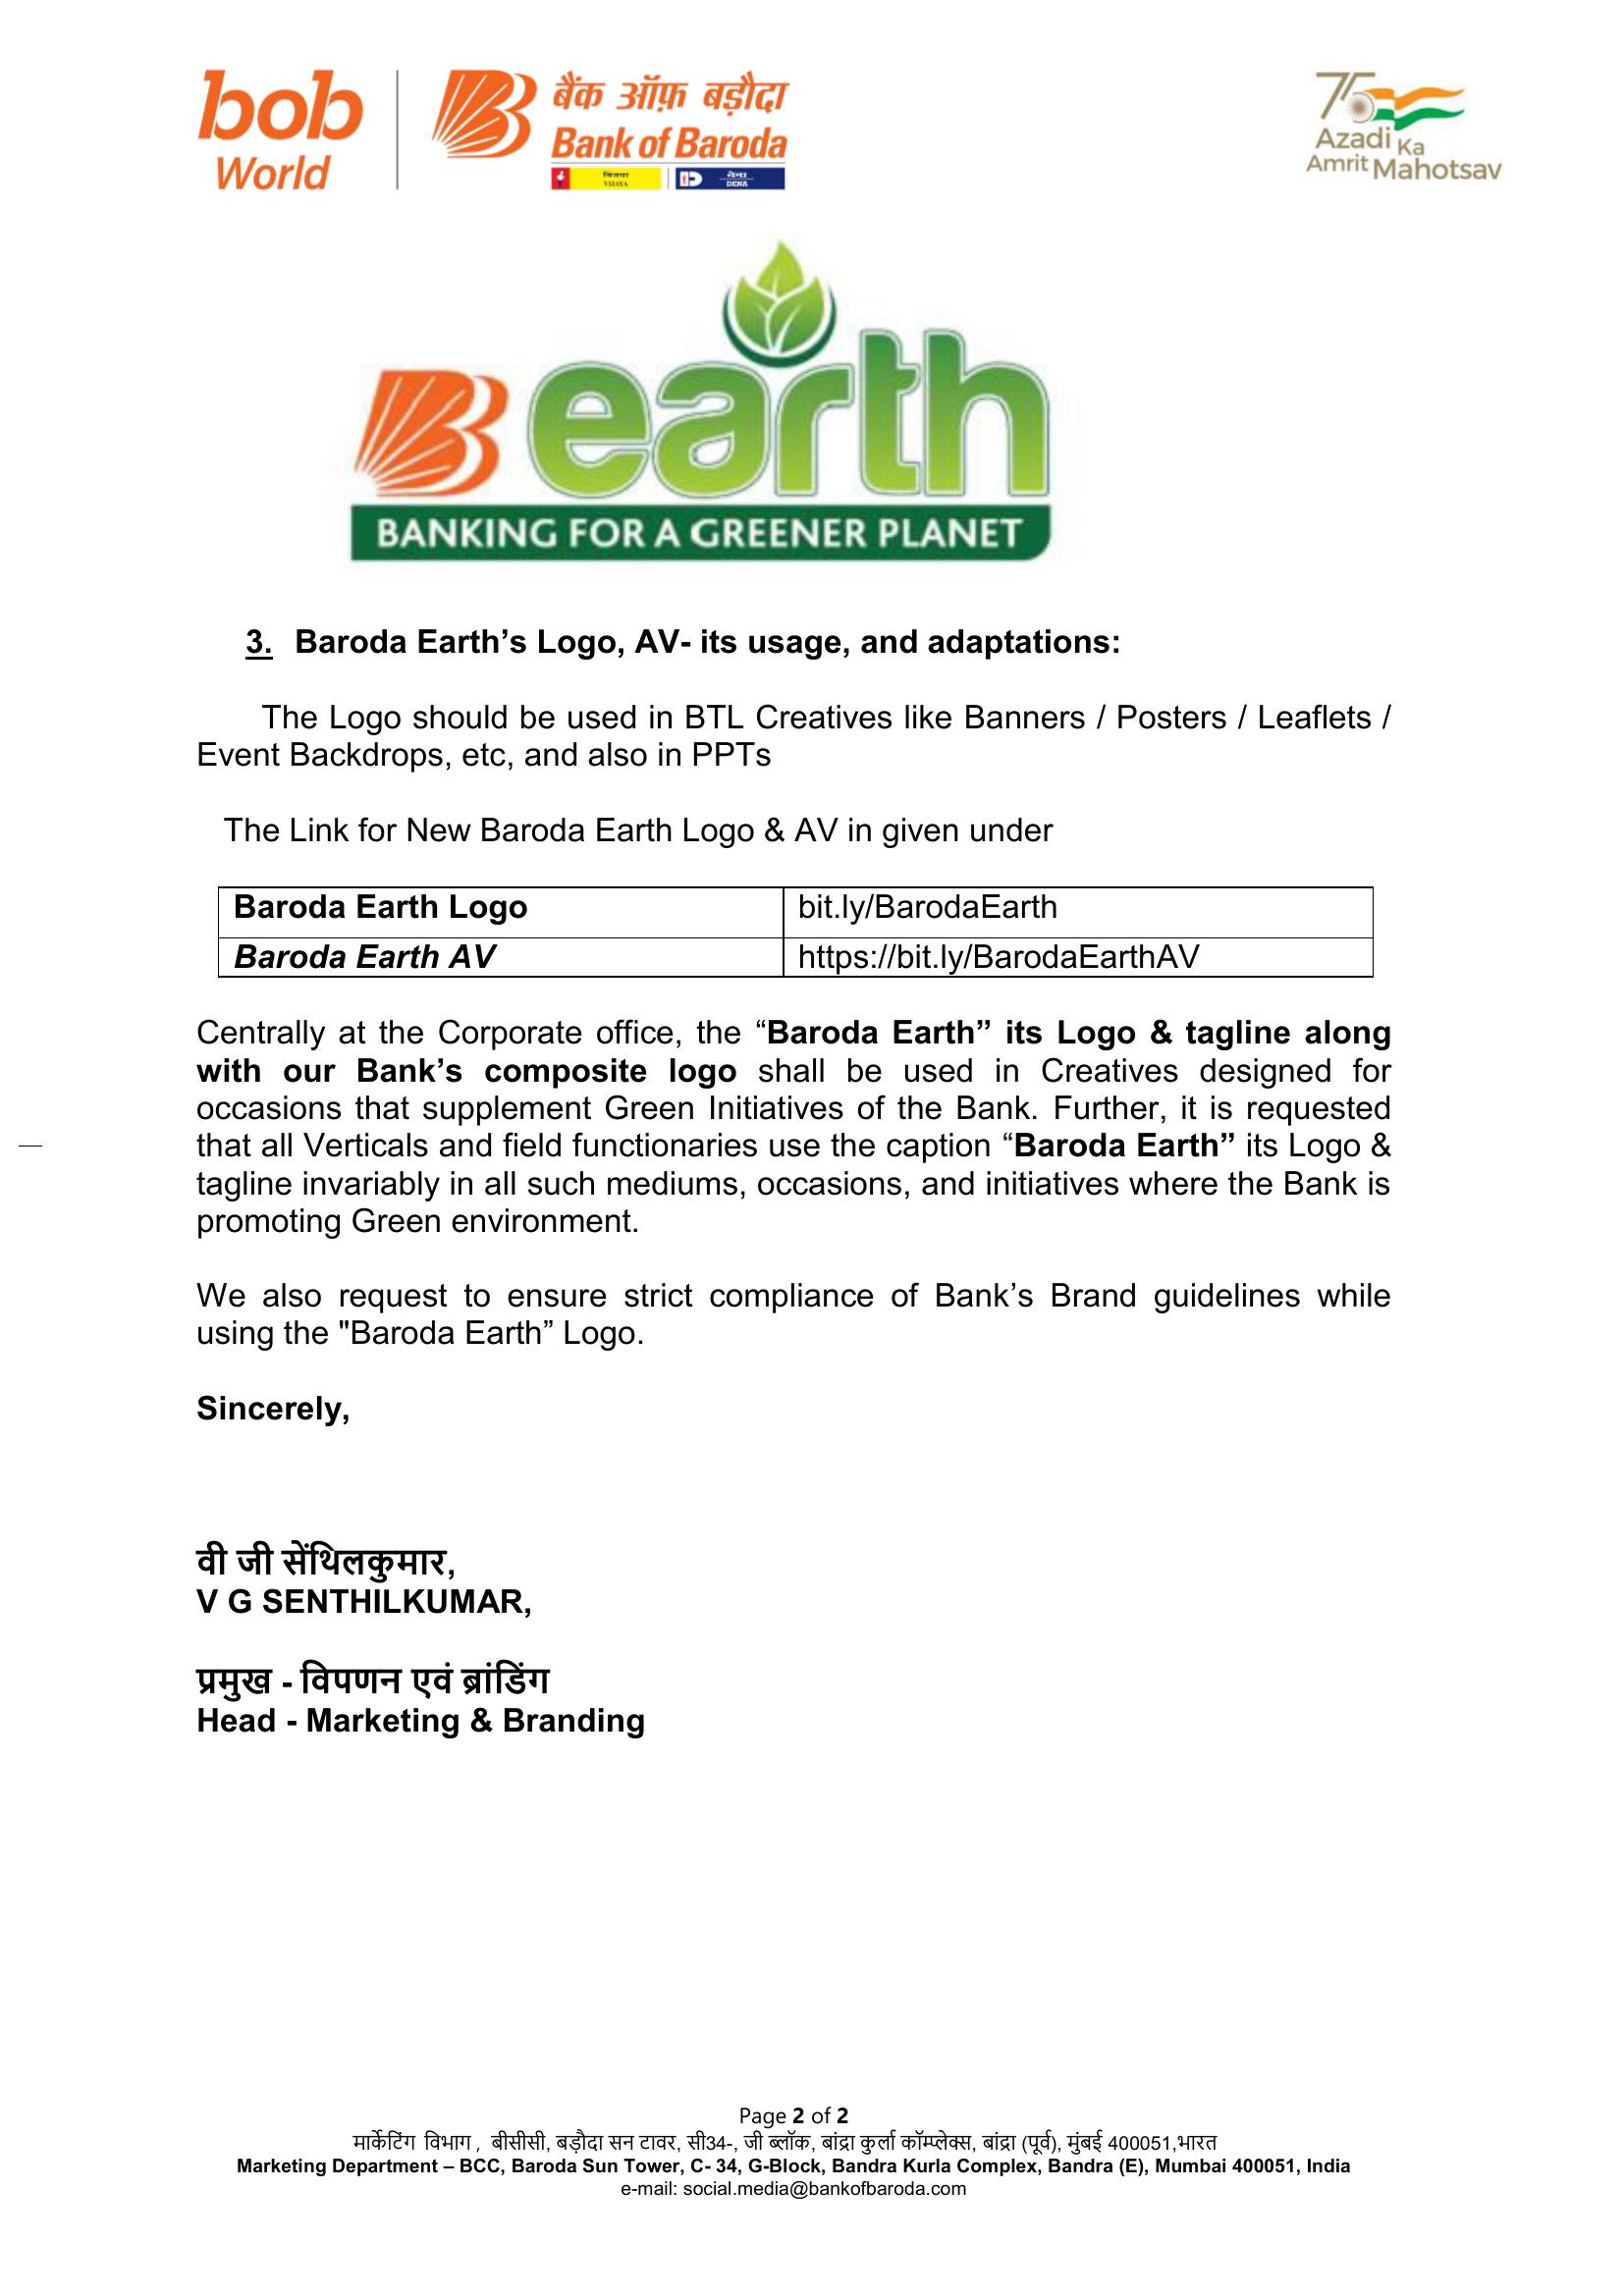 bob
World
बैंक ऑफ़ बड़ौदा
Bank of Baroda
विजया
VIJAYA
देना
DENA
75
Azadi Ka
Amrit Mahotsav
earth
BANKING FOR A GREENER PLANET
3. Baroda Earth’s Logo, AV- its usage, and adaptations:
The Logo should be used in BTL Creatives like Banners / Posters / Leaflets /
Event Backdrops, etc, and also in PPTs
The Link for New Baroda Earth Logo & AV in given under
Baroda Earth Logo bit.ly/BarodaEarth
Baroda Earth AV https://bit.ly/BarodaEarthAV
Centrally at the Corporate office, the “Baroda Earth” its Logo & tagline along
with our Bank’s composite logo shall be used in Creatives designed for
occasions that supplement Green Initiatives of the Bank. Further, it is requested
that all Verticals and field functionaries use the caption “Baroda Earth” its Logo &
tagline invariably in all such mediums, occasions, and initiatives where the Bank is
promoting Green environment.
We also request to ensure strict compliance of Bank’s Brand guidelines while
using the "Baroda Earth” Logo.
Sincerely,
वी जी सेंथिलकुमार,
V G SENTHILKUMAR,
प्रमुख - विपणन एवं ब्रांडिंग
Head - Marketing & Branding
Page 2 of 2
मार्केटिंग विभाग , बीसीसी, बड़ौदा सन टावर, सी34-, जी ब्लॉक, बांद्रा कुर्ला कॉम्प्लेक्स, बांद्रा (पूर्व), मुंबई 400051,भारत
Marketing Department – BCC, Baroda Sun Tower, C- 34, G-Block, Bandra Kurla Complex, Bandra (E), Mumbai 400051, India
e-mail: social.media@bankofbaroda.com